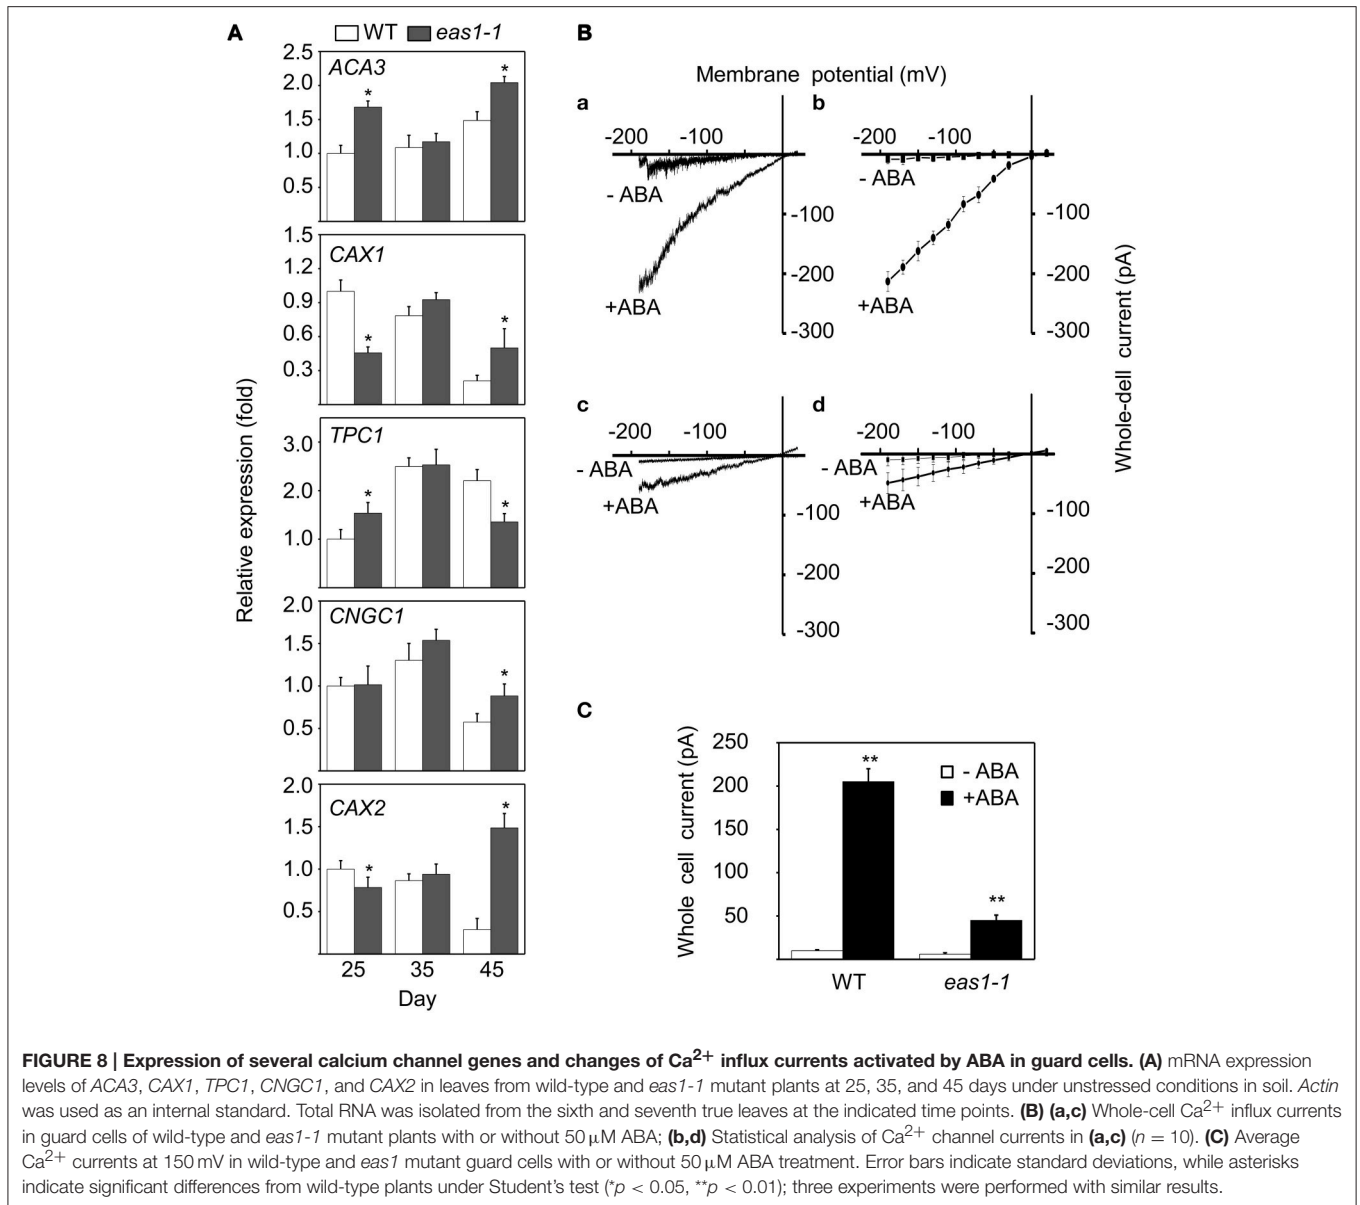 A
WT eas1-1
Relative expression (fold)
ACA3
2.5
2.0
1.5
1.0
0.5
*
*
CAX1
1.5
1.2
0.9
0.6
0.3
*
*
TPC1
3.0
2.0
1.0
*
*
CNGC1
2.0
1.5
1.0
0.5
*
CAX2
2.0
1.5
1.0
0.5
*
*
25 35 45
Day
B
Membrane potential (mV)
Whole-dell current (pA)
a
-200 -100
- ABA
+ABA
-100
-200
-300
b
-200 -100
- ABA
+ABA
-100
-200
-300
c
-200 -100
- ABA
+ABA
-100
-200
-300
d
-200 -100
- ABA
+ABA
-100
-200
-300
C
Whole cell current (pA)
250
200
150
100
50
- ABA
+ABA
**
**
WT eas1-1
FIGURE 8 | Expression of several calcium channel genes and changes of Ca2+ influx currents activated by ABA in guard cells. (A) mRNA expression
levels of ACA3, CAX1, TPC1, CNGC1, and CAX2 in leaves from wild-type and eas1-1 mutant plants at 25, 35, and 45 days under unstressed conditions in soil. Actin
was used as an internal standard. Total RNA was isolated from the sixth and seventh true leaves at the indicated time points. (B) (a,c) Whole-cell Ca2+ influx currents
in guard cells of wild-type and eas1-1 mutant plants with or without 50 μM ABA; (b,d) Statistical analysis of Ca2+ channel currents in (a,c) (n = 10). (C) Average
Ca2+ currents at 150 mV in wild-type and eas1 mutant guard cells with or without 50 μM ABA treatment. Error bars indicate standard deviations, while asterisks
indicate significant differences from wild-type plants under Student's test (*p < 0.05, **p < 0.01); three experiments were performed with similar results.